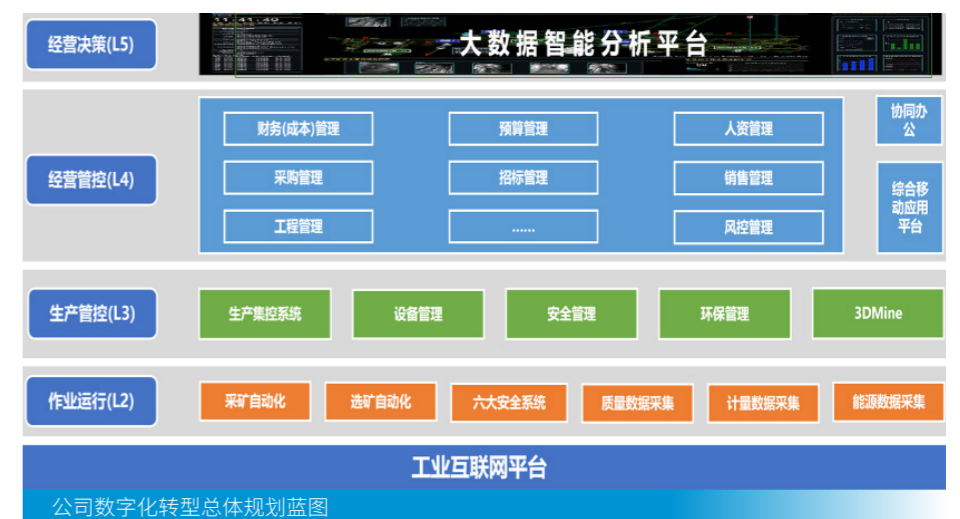 经营决策(L5)
11:41:40
大数据智能分析平台
经营管控(L4)
财务(成本)管理
预算管理
人资管理
采购管理
招标管理
销售管理
工程管理
......
风控管理
协同办
公
综合移
动应用
平台
生产管控(L3)
生产集控系统
设备管理
安全管理
环保管理
3DMine
作业运行(L2)
采矿自动化
选矿自动化
六大安全系统
质量数据采集
计量数据采集
能源数据采集
工业互联网平台
公司数字化转型总体规划蓝图